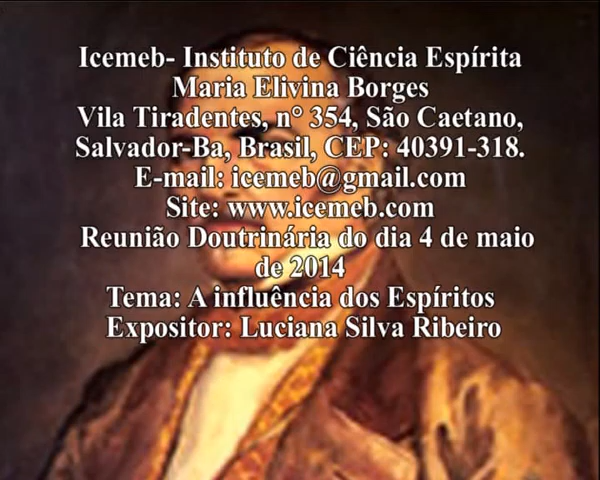 Icemeb- Instituto de Ciência Espírita
Maria Elivina Borges
Vila Tiradentes, n° 354, São Caetano,
Salvador-Ba, Brasil, CEP: 40391-318.
E-mail: icemeb@gmail.com
Site: www.icemeb.com
Reunião Doutrinária do dia 4 de maio
de 2014
Tema: A influência dos Espíritos
Expositor: Luciana Silva Ribeiro